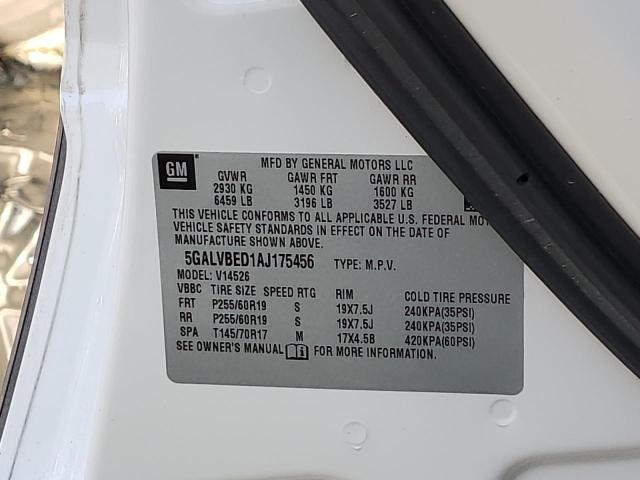 GM
MFD BY GENERAL MOTORS LLC
GVWR GAWR FRT GAWR RR
2930 KG 1450 KG 1600 KG
6459 LB 3196 LB 3527 LB
THIS VEHICLE CONFORMS TO ALL APPLICABLE U.S. FEDERAL MOT
VEHICLE SAFETY STANDARDS IN EFFECT ON THE DATE OF
MANUFACTURE SHOWN ABOVE.
5GALVBED1AJ175456 TYPE: M.P.V.
MODEL: V14526
VBBC TIRE SIZE SPEED RTG RIM COLD TIRE PRESSURE
FRT P255/60R19 S 19X7.5J 240KPA(35PSI)
RR P255/60R19 S 19X7.5J 240KPA(35PSI)
SPA T145/70R17 M 17X4.5B 420KPA(60PSI)
SEE OWNER'S MANUAL FOR MORE INFORMATION.